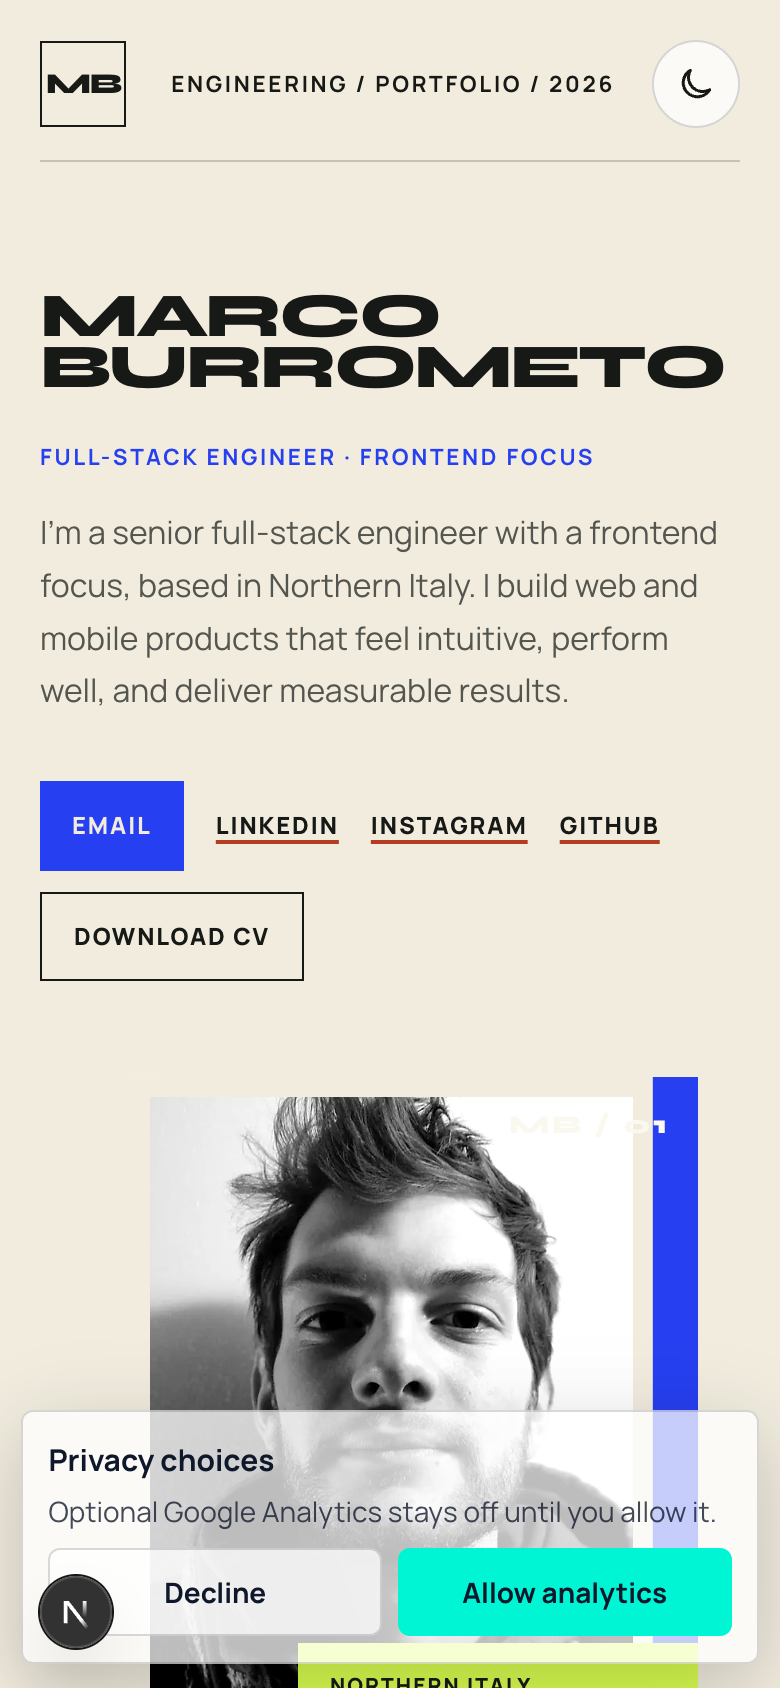 MB
ENGINEERING / PORTFOLIO / 2026
MARCO
BURROMETO
FULL-STACK ENGINEER · FRONTEND FOCUS
I’m a senior full-stack engineer with a frontend
focus, based in Northern Italy. I build web and
mobile products that feel intuitive, perform
well, and deliver measurable results.
EMAIL LINKEDIN INSTAGRAM GITHUB
DOWNLOAD CV
MB / 01
Privacy choices
Optional Google Analytics stays off until you allow it.
Decline Allow analytics
N
NORTHERN ITALY